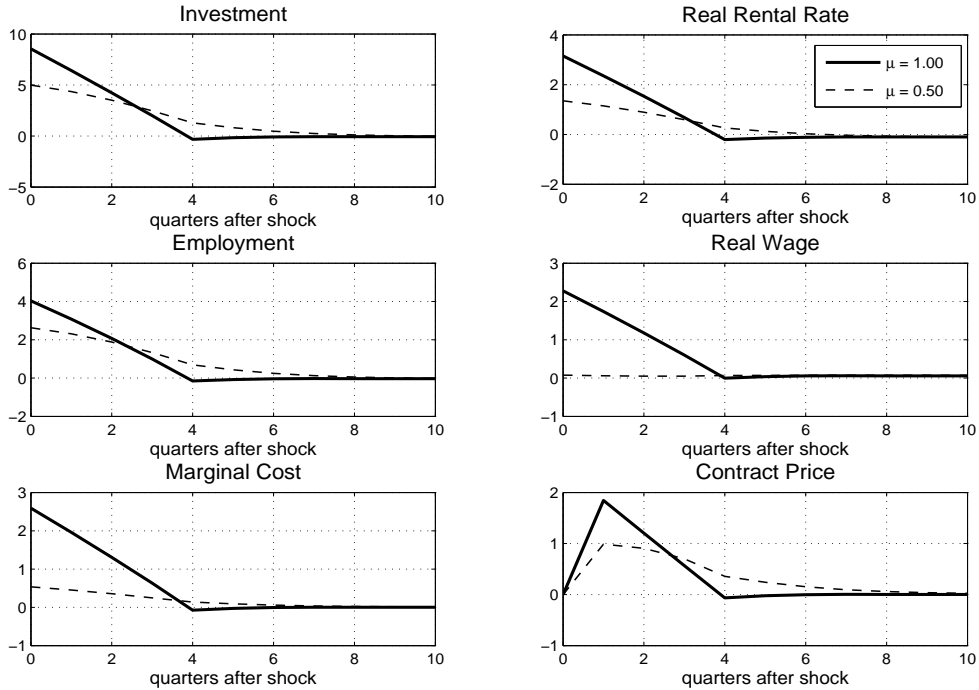 Investment
10
5
0
−5
0 2 4 6 8 10
quarters after shock
Real Rental Rate
4
2
0
−2
0 2 4 6 8 10
quarters after shock
μ = 1.00
μ = 0.50
Employment
6
4
2
0
−2
0 2 4 6 8 10
quarters after shock
Real Wage
3
2
1
0
−1
0 2 4 6 8 10
quarters after shock
Marginal Cost
3
2
1
0
−1
0 2 4 6 8 10
quarters after shock
Contract Price
2
1
0
−1
0 2 4 6 8 10
quarters after shock